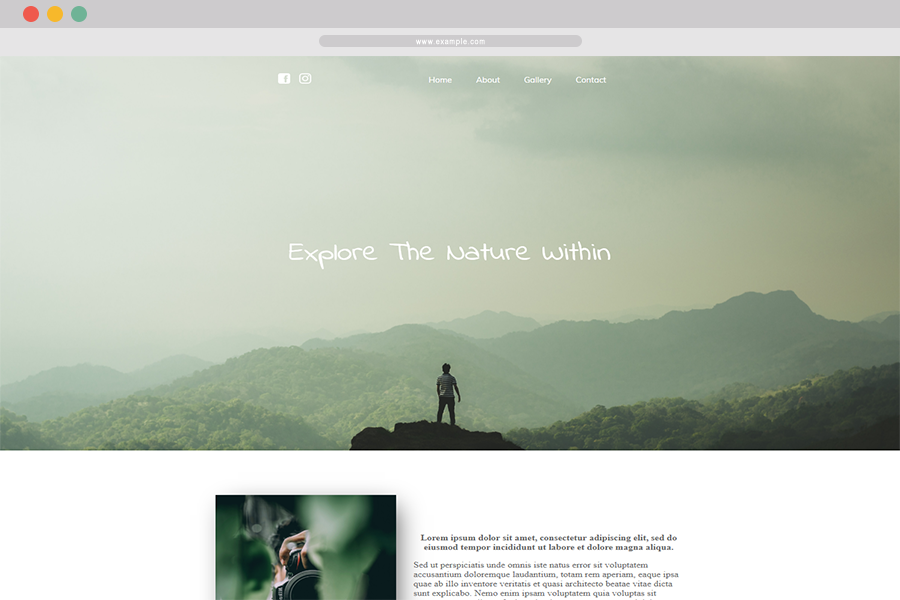 www.example.com
Home About Gallery Contact
Explore The Nature Within
Lorem ipsum dolor sit amet, consectetur adipiscing elit, sed do
eiusmod tempor incididunt ut labore et dolore magna aliqua.
Sed ut perspiciatis unde omnis iste natus error sit voluptatem
accusantium doloremque laudantium, totam rem aperiam, eaque ipsa
quae ab illo inventore veritatis et quasi architecto beatae vitae dicta
sunt explicabo. Nemo enim ipsam voluptatem quia voluptas sit